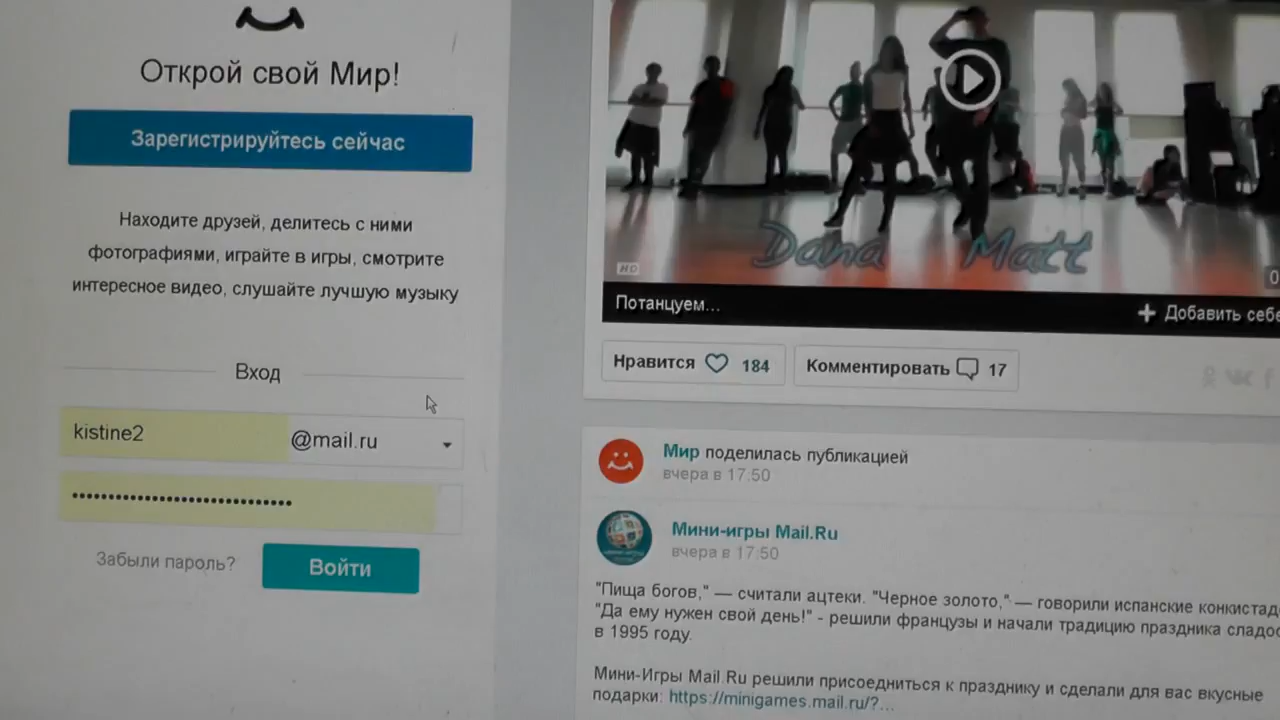 Открой свой Мир!
Зарегистрируйтесь сейчас
Находите друзей, делитесь с ними
фотографиями, играйте в игры, смотрите
интересное видео, слушайте лучшую музыку
Вход
kistine2
@mail.ru
••••••••••••••••••••••••••••••
Забыли пароль?
Войти
Dana Matt
HD
0
Потанцуем...
Добавить себе
Нравится 184
Комментировать 17
Мир поделилась публикацией
вчера в 17:50
Мини-игры Mail.Ru
вчера в 17:50
"Пища богов," — считали ацтеки. "Черное золото," — говорили испанские конкистад
"Да ему нужен свой день!" - решили французы и начали традицию праздника сладос
в 1995 году.
Мини-Игры Mail.Ru решили присоедниться к празднику и сделали для вас вкусные
подарки: https://minigames.mail.ru/?...